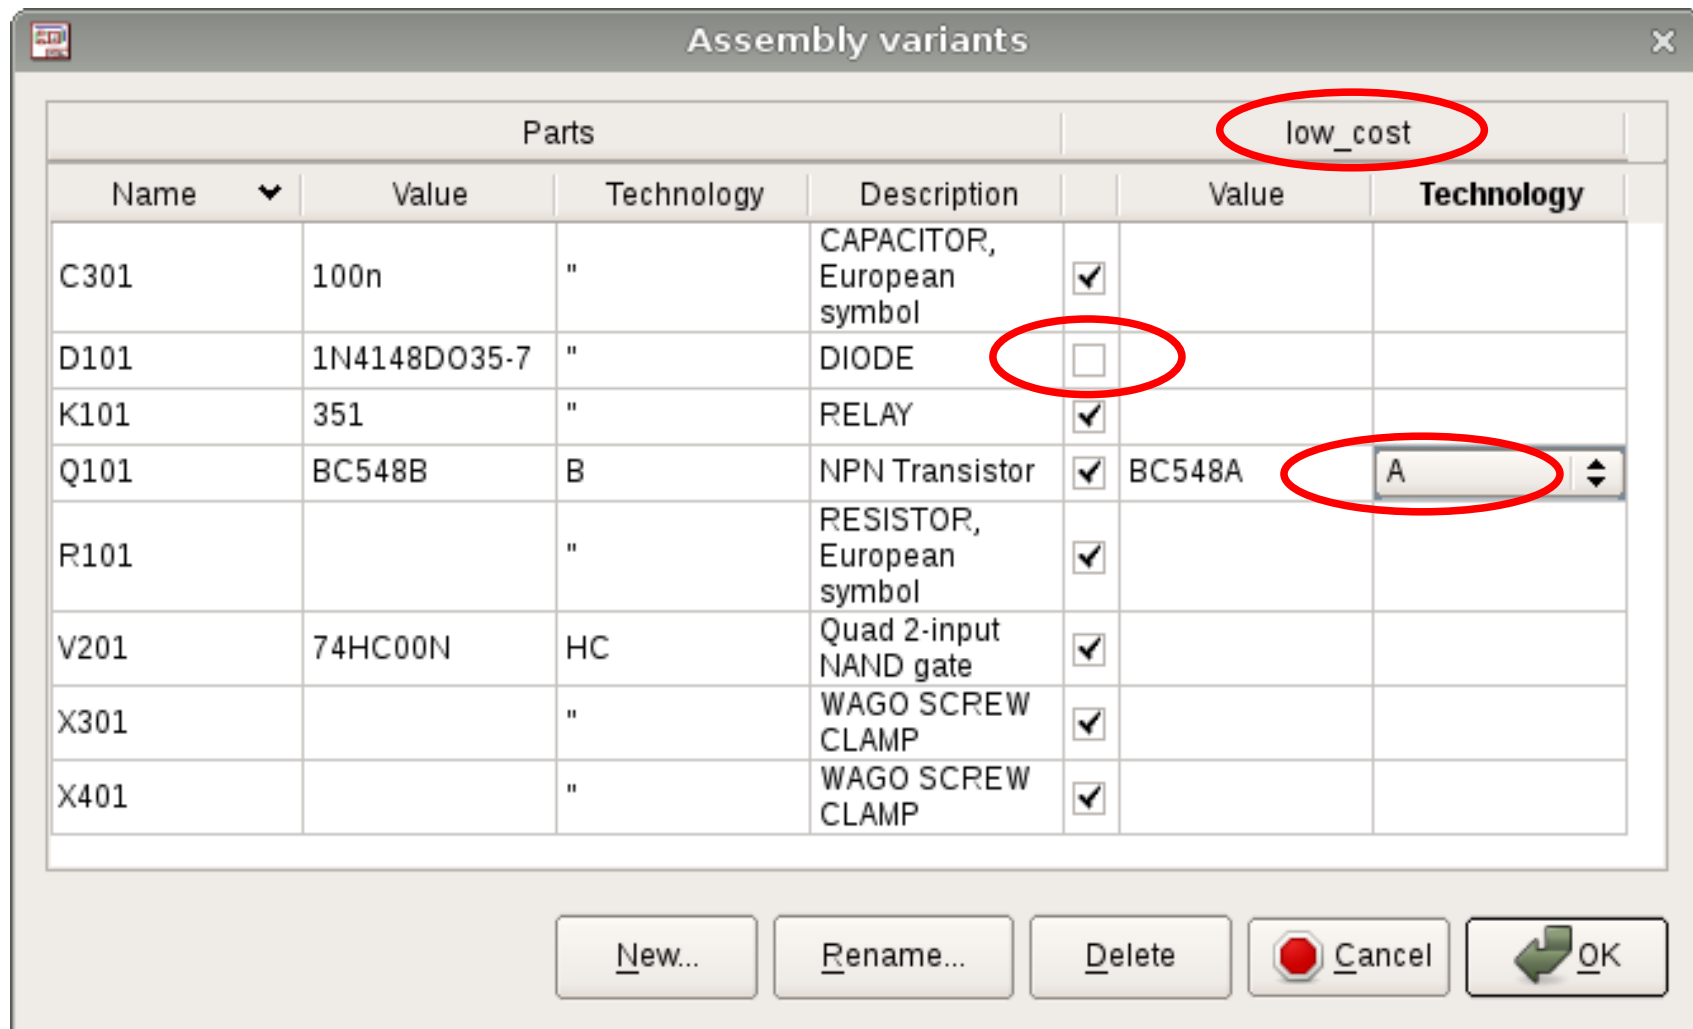 Assembly variants
Parts low_cost
Name Value Technology Description Value Technology
C301 100n " CAPACITOR,
European
symbol
D101 1N4148DO35-7 " DIODE
K101 351 " RELAY
Q101 BC548B B NPN Transistor BC548A A
R101 " RESISTOR,
European
symbol
V201 74HC00N HC Quad 2-input
NAND gate
X301 " WAGO SCREW
CLAMP
X401 " WAGO SCREW
CLAMP
New... Rename... Delete Cancel OK